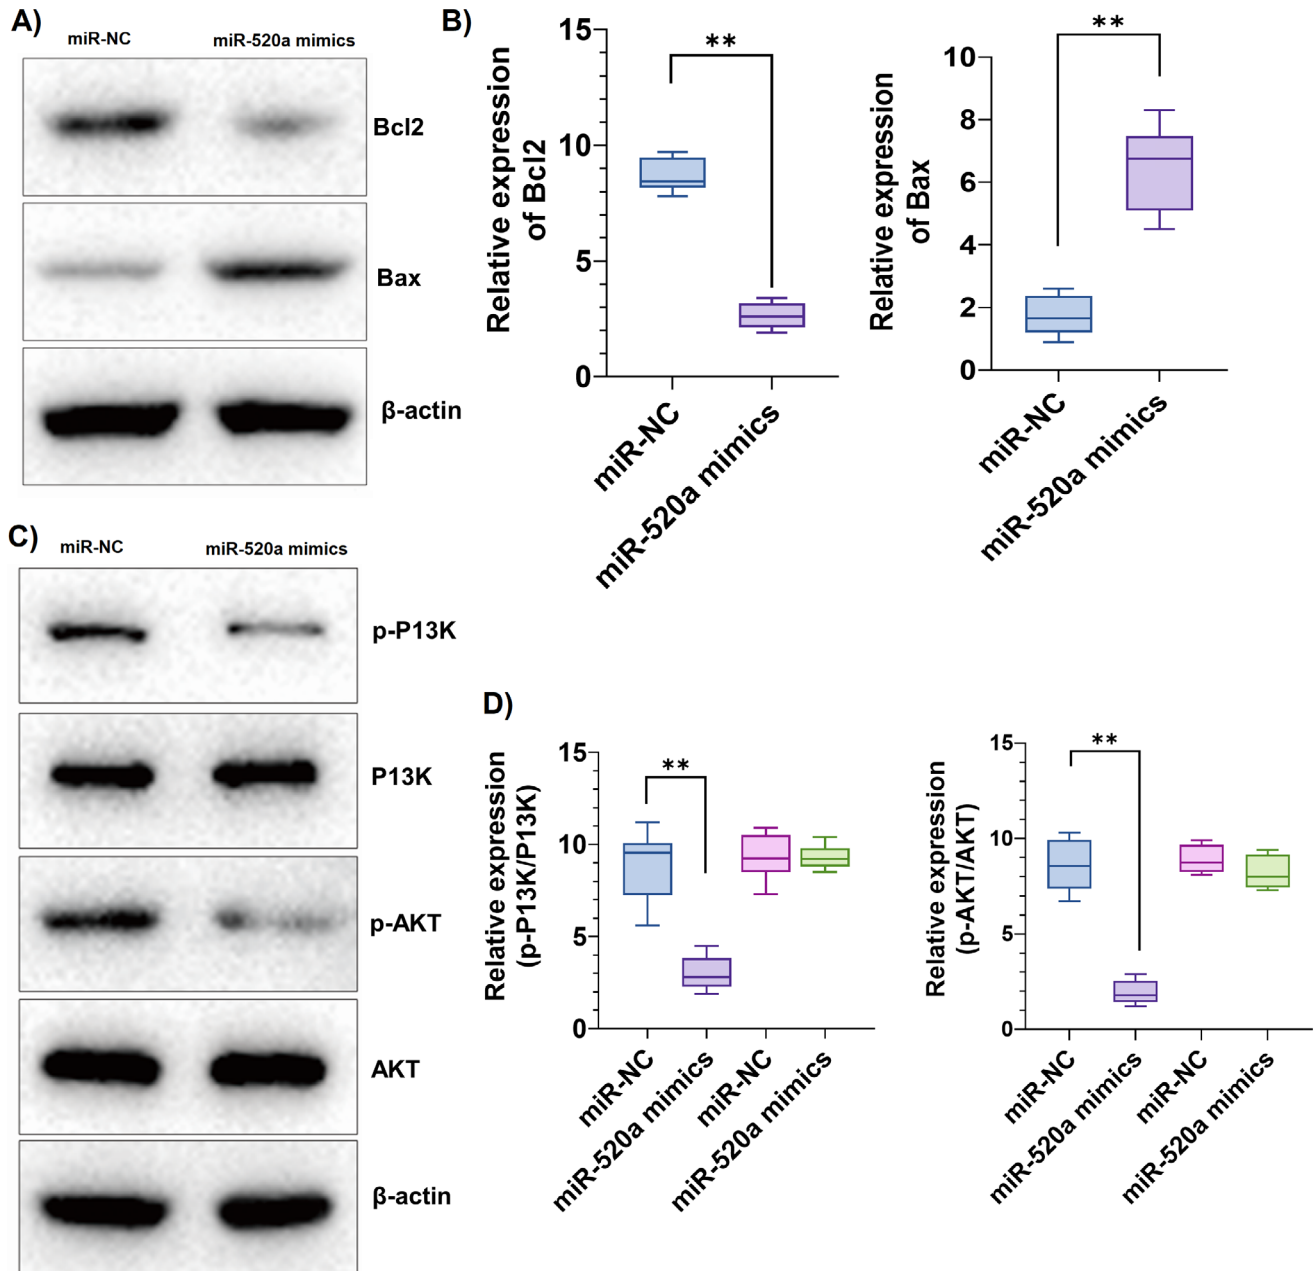 A)
miR-NC miR-520a mimics
Bcl2
Bax
β-actin
B)
Relative expression
of Bcl2
15
10
5
0
**
miR-NC
miR-520a mimics
Relative expression
of Bax
10
8
6
4
2
0
**
miR-NC
miR-520a mimics
C)
miR-NC miR-520a mimics
p-P13K
P13K
p-AKT
AKT
β-actin
D)
Relative expression
(p-P13K/P13K)
15
10
5
0
**
miR-NC
miR-520a mimics
miR-NC
miR-520a mimics
Relative expression
(p-AKT/AKT)
15
10
5
0
**
miR-NC
miR-520a mimics
miR-NC
miR-520a mimics